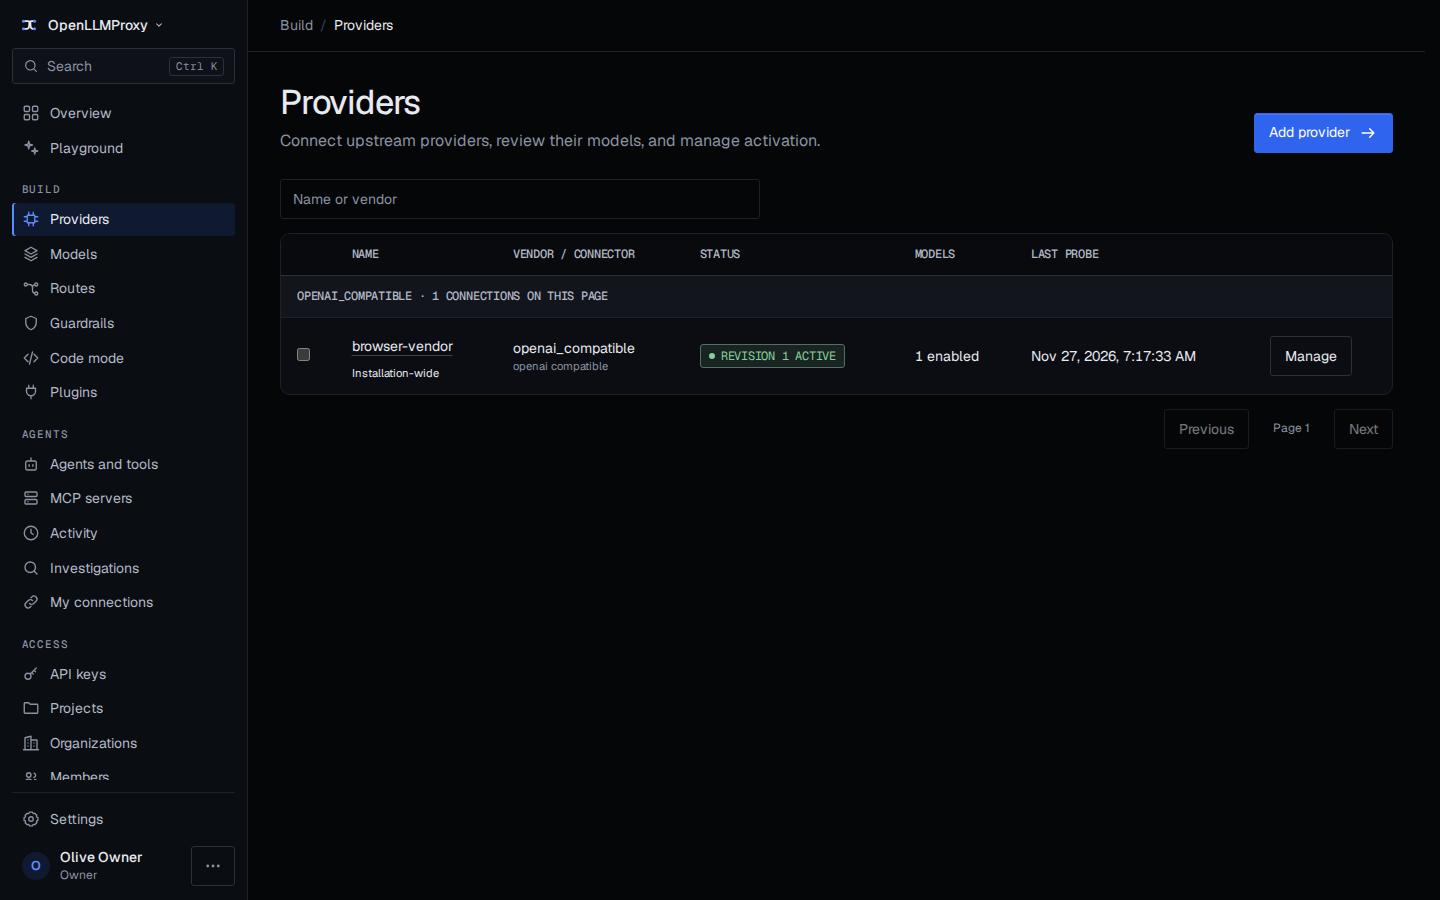 OpenLLMProxy
Search
Ctrl K
Overview
Playground
BUILD
Providers
Models
Routes
Guardrails
Code mode
Plugins
AGENTS
Agents and tools
MCP servers
Activity
Investigations
My connections
ACCESS
API keys
Projects
Organizations
Members
Settings
O
Olive Owner
Owner
Build / Providers
Providers
Connect upstream providers, review their models, and manage activation.
Add provider
Name or vendor
NAME VENDOR / CONNECTOR STATUS MODELS LAST PROBE
OPENAI_COMPATIBLE · 1 CONNECTIONS ON THIS PAGE
browser-vendor
Installation-wide
openai_compatible
openai compatible
REVISION 1 ACTIVE
1 enabled
Nov 27, 2026, 7:17:33 AM
Manage
Previous
Page 1
Next